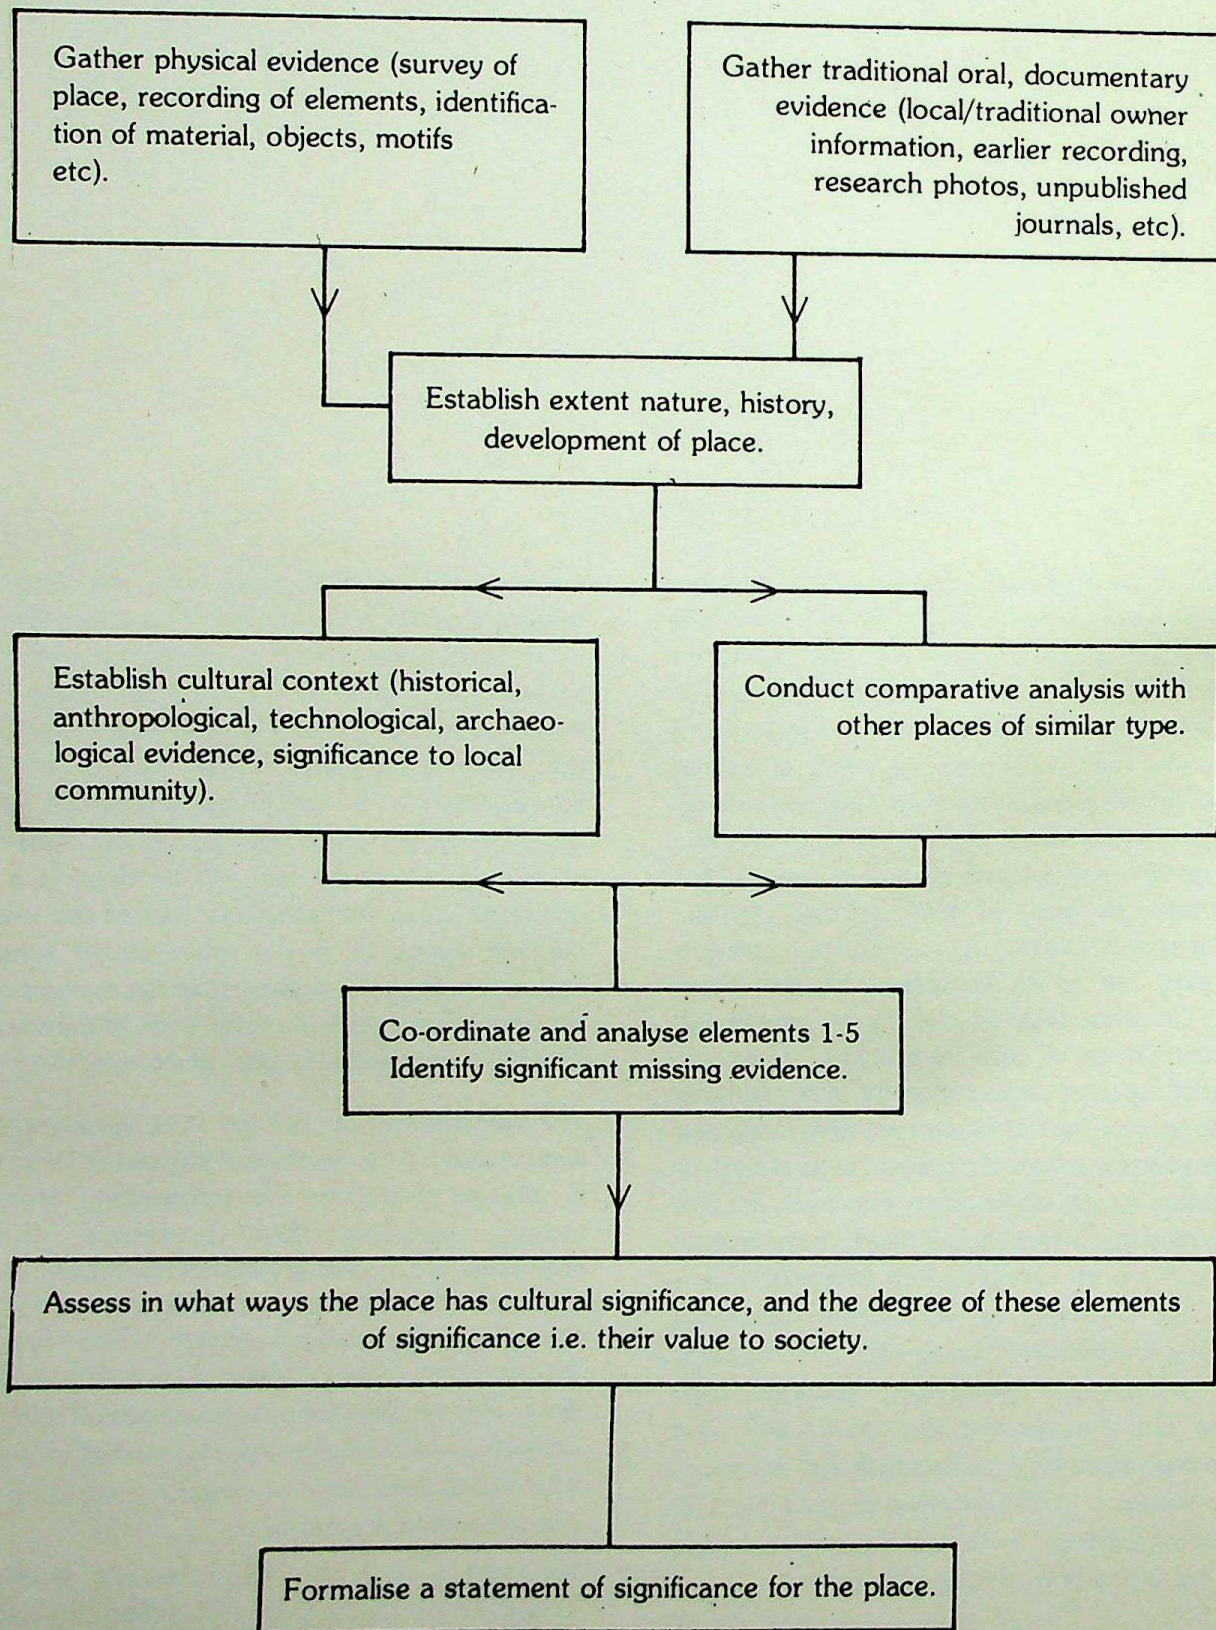 Gather physical evidence (survey of
place, recording of elements, identifica-
tion of material, objects, motifs
etc).
Gather traditional oral, documentary
evidence (local/traditional owner
information, earlier recording,
research photos, unpublished
journals, etc).
Establish extent nature, history,
development of place.
Establish cultural context (historical,
anthropological, technological, archaeo-
logical evidence, significance to local
community).
Conduct comparative analysis with
other places of similar type.
Co-ordinate and analyse elements 1-5
Identify significant missing evidence.
Assess in what ways the place has cultural significance, and the degree of these elements
of significance i.e. their value to society.
Formalise a statement of significance for the place.